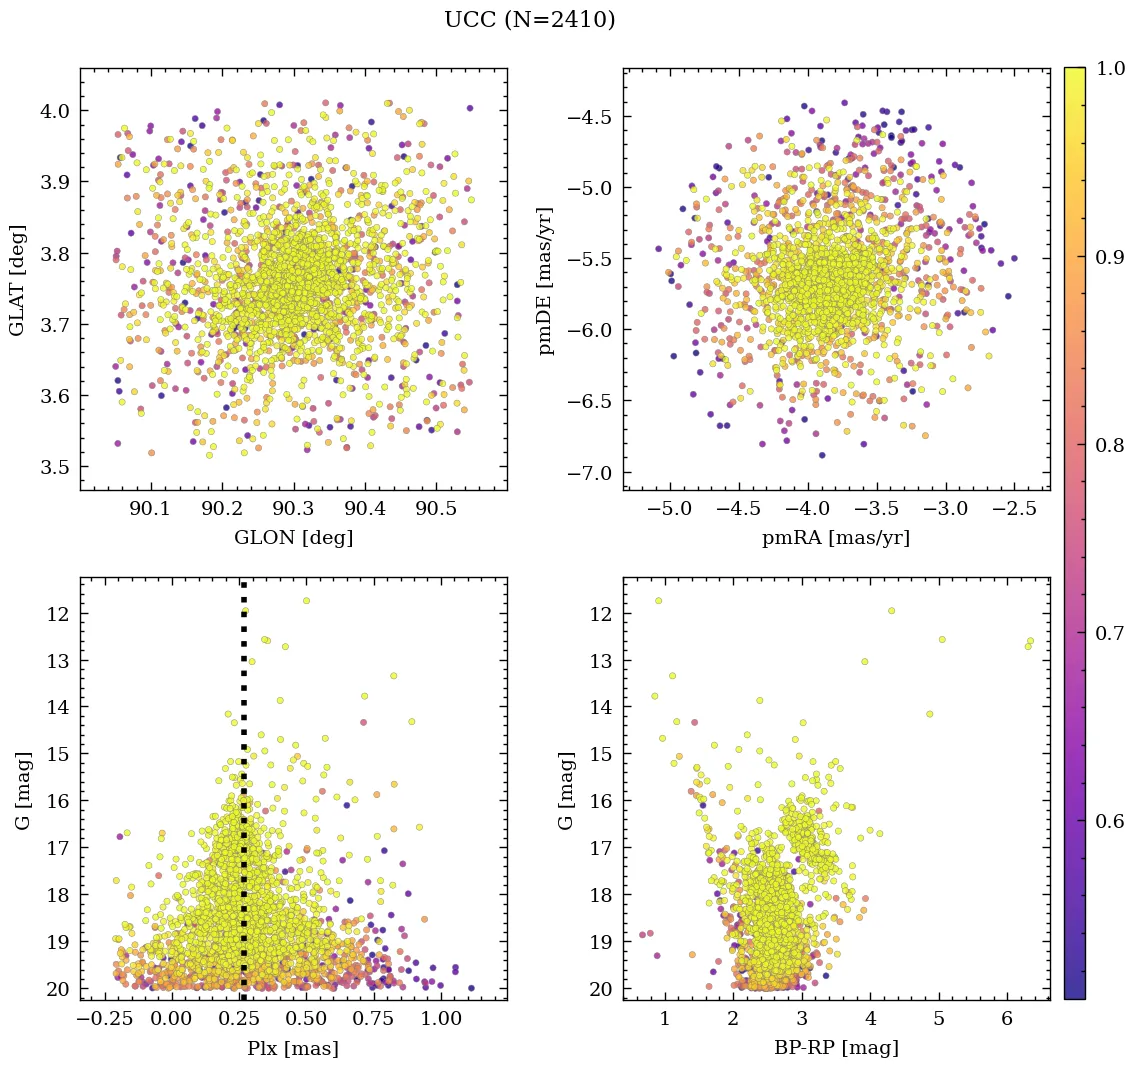 UCC (N=2410)
4.0
3.9
3.8
3.7
3.6
3.5
GLAT [deg]
90.1 90.2 90.3 90.4 90.5
GLON [deg]
−4.5
−5.0
−5.5
−6.0
−6.5
−7.0
pmDE [mas/yr]
−5.0 −4.5 −4.0 −3.5 −3.0 −2.5
pmRA [mas/yr]
1.0
0.9
0.8
0.7
0.6
12
13
14
15
16
17
18
19
20
G [mag]
−0.25 0.00 0.25 0.50 0.75 1.00
Plx [mas]
12
13
14
15
16
17
18
19
20
G [mag]
1 2 3 4 5 6
BP-RP [mag]